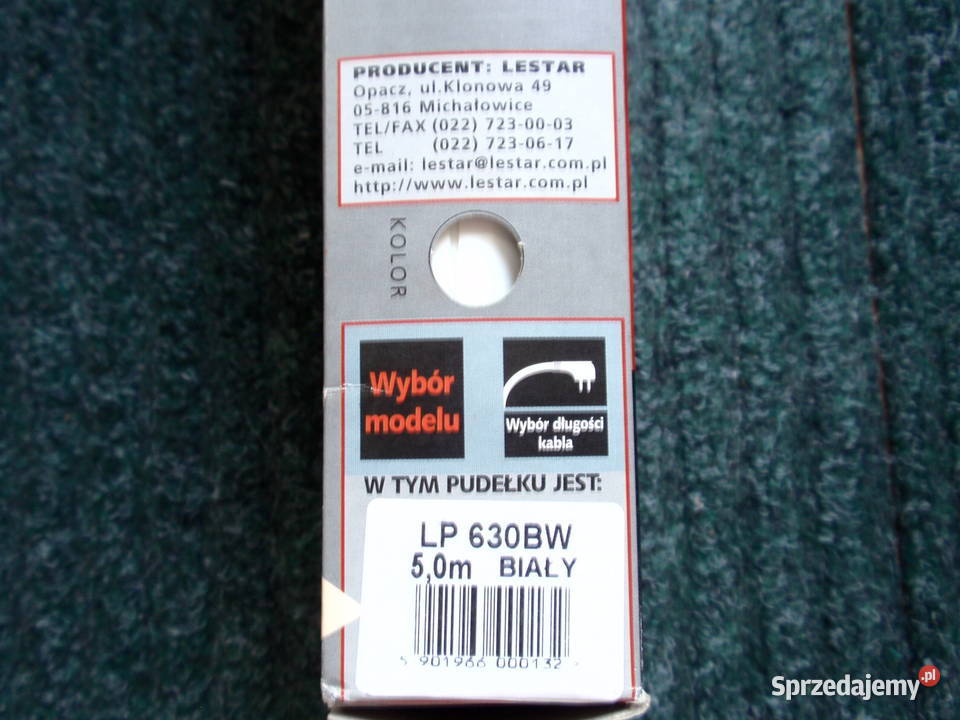 PRODUCENT: LESTAR
Opacz, ul.Klonowa 49
05-816 Michałowice
TEL/FAX (022) 723-00-03
TEL (022) 723-06-17
e-mail: lestar@lestar.com.pl
http://www.lestar.com.pl
KOLOR
Wybór
modelu
Wybór długości
kabla
W TYM PUDEŁKU JEST:
LP 630BW
5,0m BIAŁY
5 901966 000132
Sprzedajemy.pl